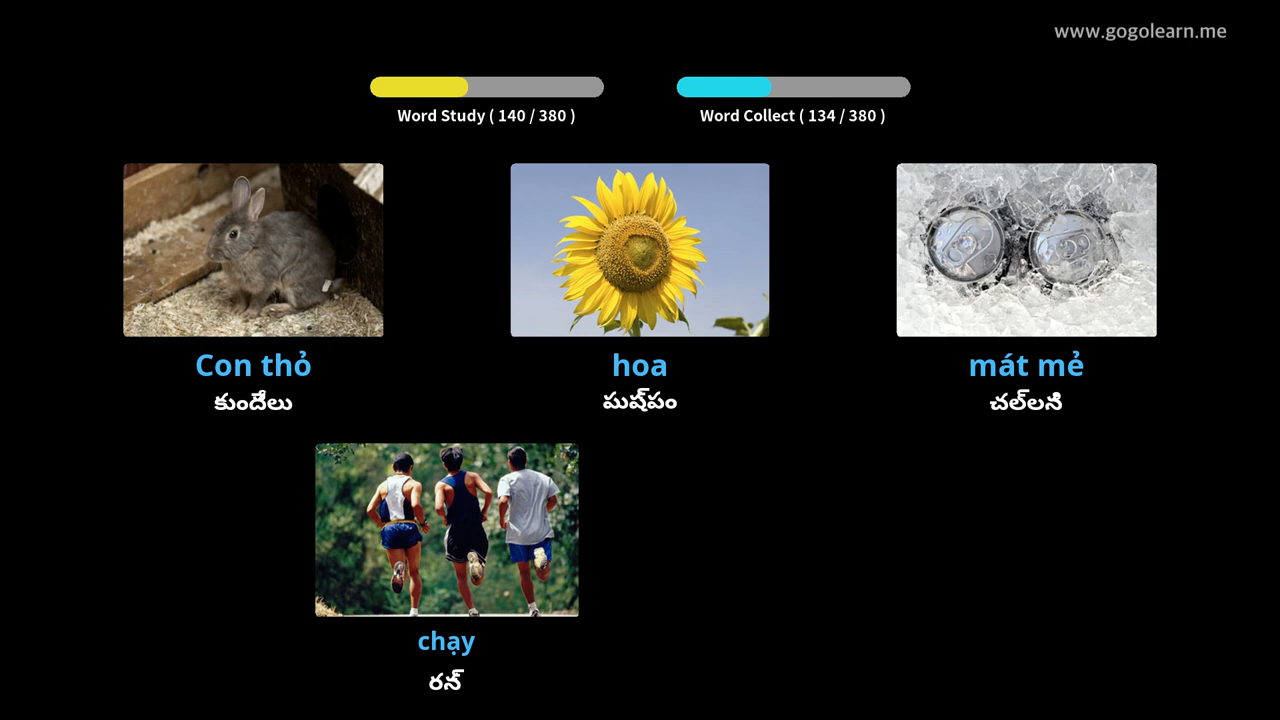 www.gogolearn.me
Word Study ( 140 / 380 )
Word Collect ( 134 / 380 )
Con thỏ
hoa
mát mẻ
కుందేలు
పుష్పం
చల్లని
chạy
రన్